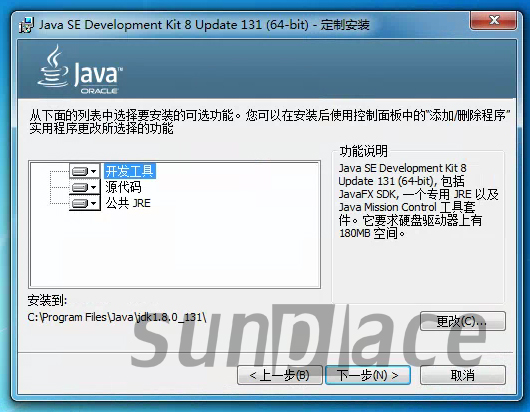 Java SE Development Kit 8 Update 131 (64-bit) - 定制安装
Java™
ORACLE
从下面的列表中选择要安装的可选功能。您可以在安装后使用控制面板中的“添加/删除程序”
实用程序更改所选择的功能
开发工具
源代码
公共 JRE
功能说明
Java SE Development Kit 8
Update 131 (64-bit), 包括
JavaFX SDK, 一个专用 JRE 以及
Java Mission Control 工具套
件。它要求硬盘驱动器上有
180MB 空间。
安装到:
C:\Program Files\Java\jdk1.8.0_131\
更改(C)...
sunplace
< 上一步(B)
下一步(N) >
取消